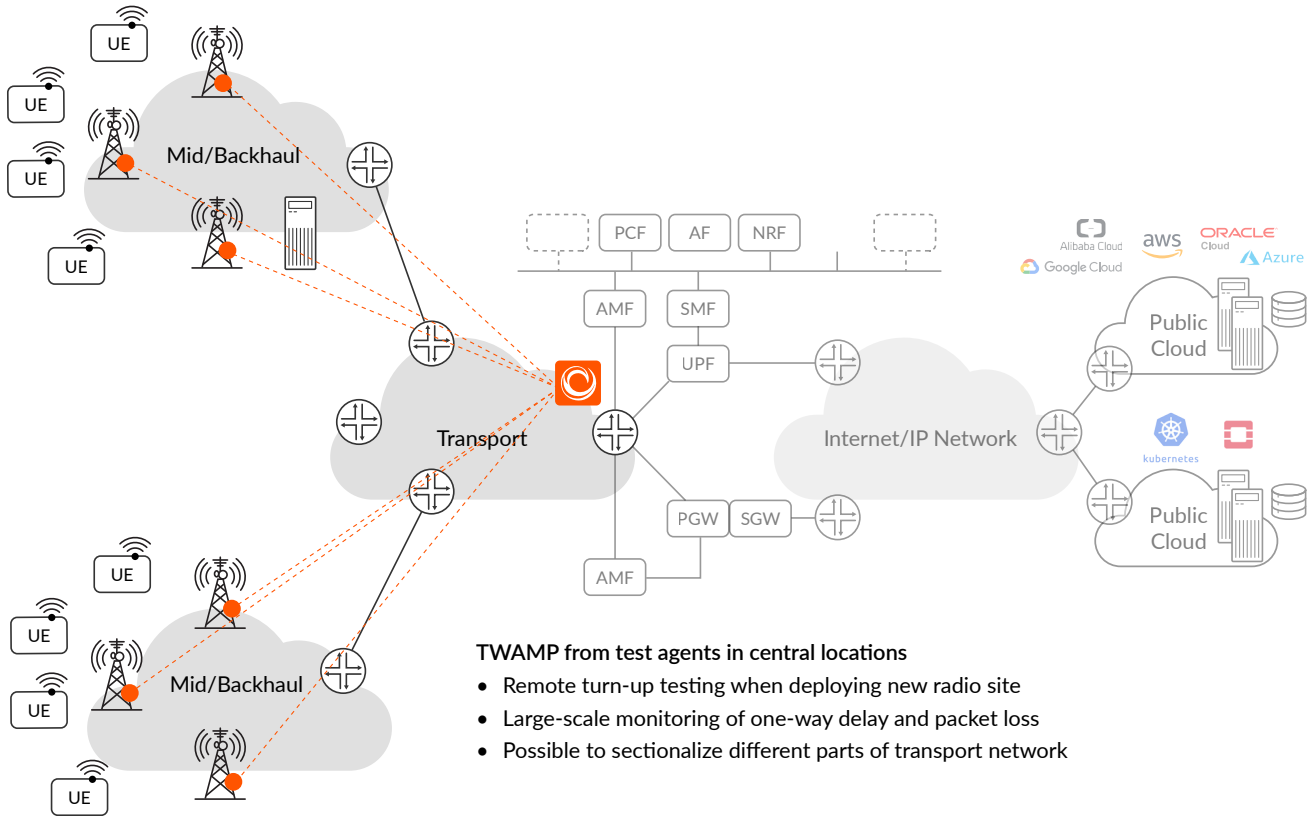 UE
UE
UE
UE
Mid/Backhaul
PCF
AF
NRF
AMF
SMF
UPF
Alibaba Cloud
aws
ORACLE
Cloud
Google Cloud
Azure
Public
Cloud
Transport
Internet/IP Network
kubernetes
PGW
SGW
Public
Cloud
AMF
UE
UE
UE
UE
Mid/Backhaul
TWAMP from test agents in central locations
• Remote turn-up testing when deploying new radio site
• Large-scale monitoring of one-way delay and packet loss
• Possible to sectionalize different parts of transport network